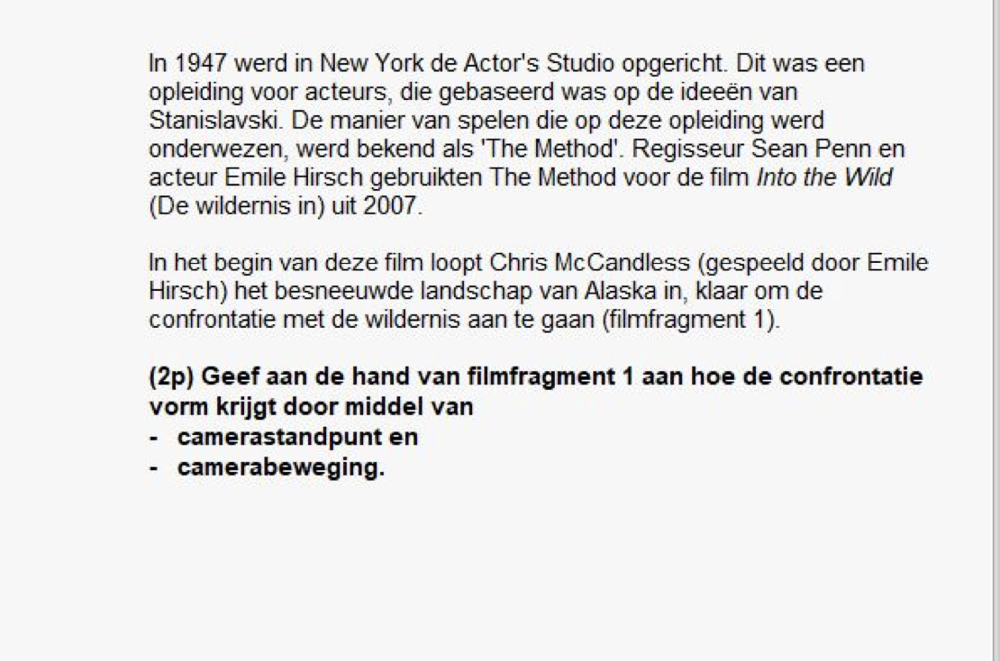 In 1947 werd in New York de Actor's Studio opgericht. Dit was een
opleiding voor acteurs, die gebaseerd was op de ideeën van
Stanislavski. De manier van spelen die op deze opleiding werd
onderwezen, werd bekend als 'The Method'. Regisseur Sean Penn en
acteur Emile Hirsch gebruikten The Method voor de film Into the Wild
(De wildernis in) uit 2007.
In het begin van deze film loopt Chris McCandless (gespeeld door Emile
Hirsch) het besneeuwde landschap van Alaska in, klaar om de
confrontatie met de wildernis aan te gaan (filmfragment 1).
(2p) Geef aan de hand van filmfragment 1 aan hoe de confrontatie
vorm krijgt door middel van
- camerastandpunt en
- camerabeweging.